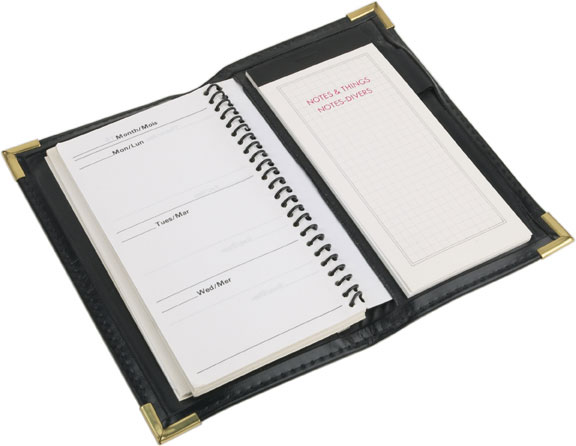 Month/Mois
Mon/Lun
Tues/Mar
Wed/Mer
NOTES & THINGS
NOTES-DIVERS